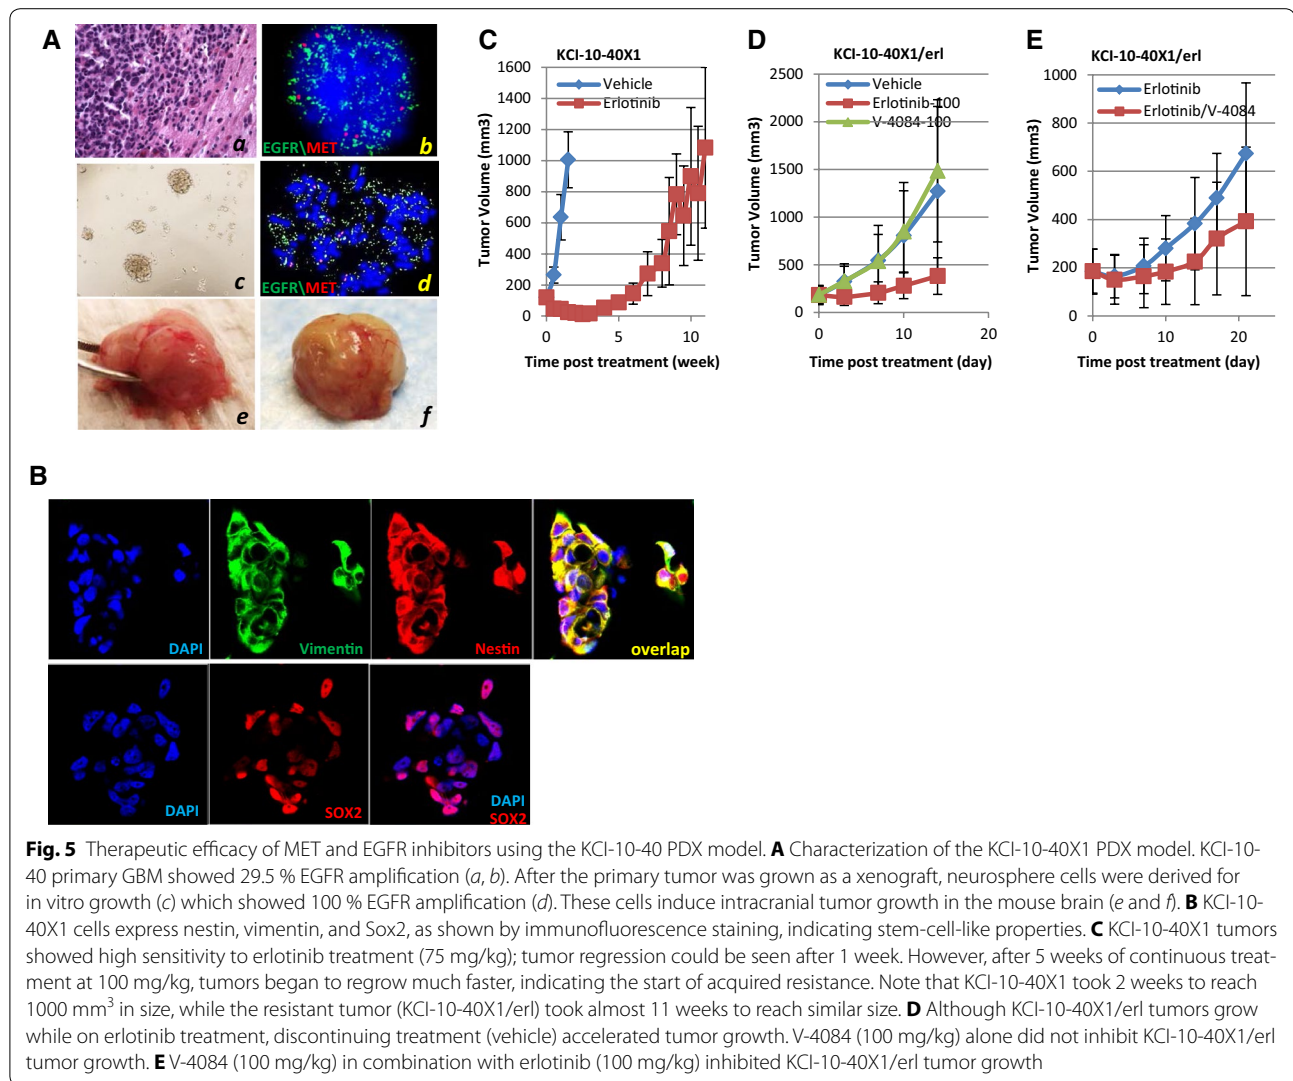 A
a
EGFR\MET
b
c
EGFR\MET
d
e
f
C
KCI-10-40X1
Vehicle
Erlotinib
Tumor Volume (mm3)
1600
1400
1200
1000
800
600
400
200
0
0
5
10
Time post treatment (week)
D
KCI-10-40X1/erl
Vehicle
Erlotinib-100
V-4084-100
Tumor Volume (mm3)
2500
2000
1500
1000
500
0
0
10
20
Time post treatment (day)
E
KCI-10-40X1/erl
Erlotinib
Erlotinib/V-4084
Tumor Volume (mm3)
1000
800
600
400
200
0
0
10
20
Time post treatment (day)
B
DAPI
Vimentin
Nestin
overlap
DAPI
SOX2
DAPI
SOX2
Fig. 5 Therapeutic efficacy of MET and EGFR inhibitors using the KCI-10-40 PDX model. A Characterization of the KCI-10-40X1 PDX model. KCI-10-
40 primary GBM showed 29.5 % EGFR amplification (a, b). After the primary tumor was grown as a xenograft, neurosphere cells were derived for
in vitro growth (c) which showed 100 % EGFR amplification (d). These cells induce intracranial tumor growth in the mouse brain (e and f). B KCI-10-
40X1 cells express nestin, vimentin, and Sox2, as shown by immunofluorescence staining, indicating stem-cell-like properties. C KCI-10-40X1 tumors
showed high sensitivity to erlotinib treatment (75 mg/kg); tumor regression could be seen after 1 week. However, after 5 weeks of continuous treat-
ment at 100 mg/kg, tumors began to regrow much faster, indicating the start of acquired resistance. Note that KCI-10-40X1 took 2 weeks to reach
1000 mm³ in size, while the resistant tumor (KCI-10-40X1/erl) took almost 11 weeks to reach similar size. D Although KCI-10-40X1/erl tumors grow
while on erlotinib treatment, discontinuing treatment (vehicle) accelerated tumor growth. V-4084 (100 mg/kg) alone did not inhibit KCI-10-40X1/erl
tumor growth. E V-4084 (100 mg/kg) in combination with erlotinib (100 mg/kg) inhibited KCI-10-40X1/erl tumor growth